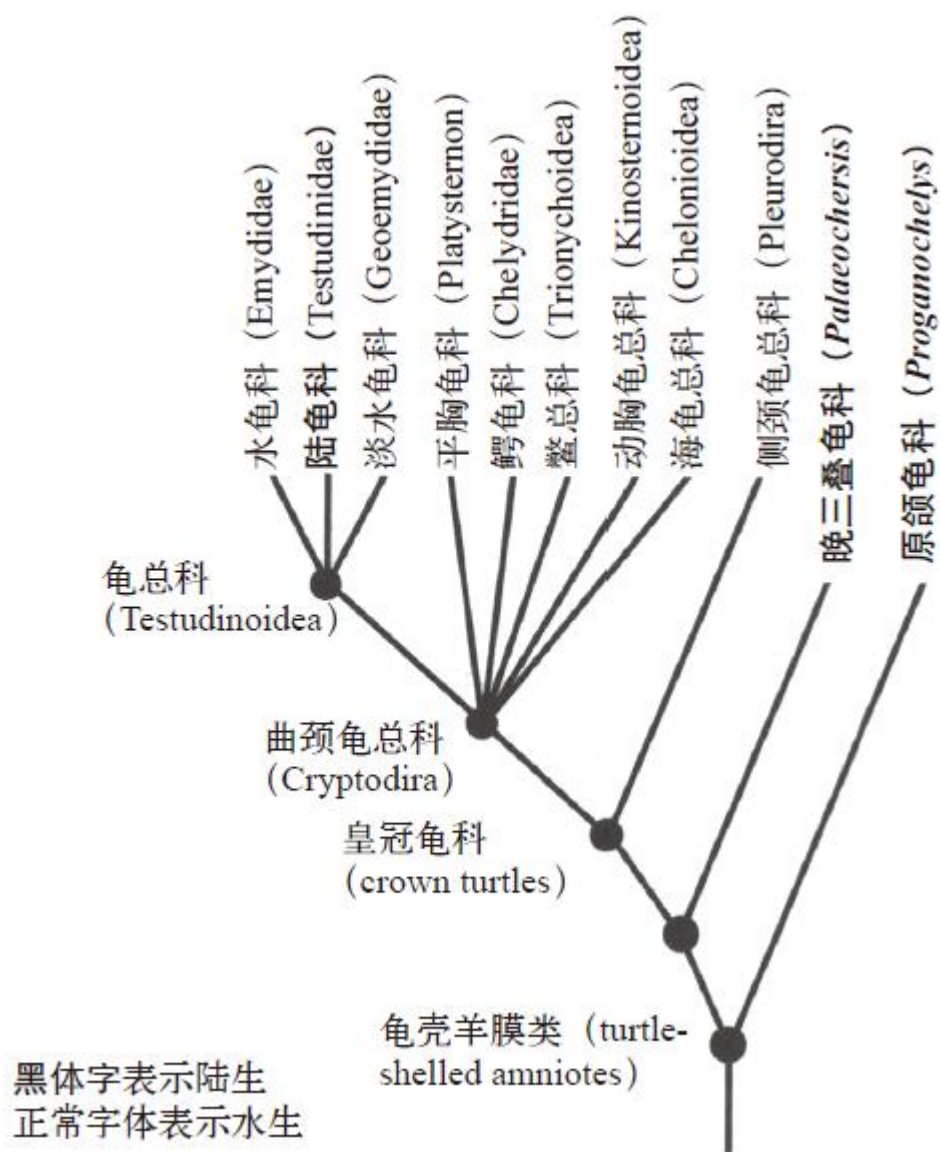 水龟科（Emydidae）
陆龟科（Testudinidae）
淡水龟科（Geoemydidae）
平胸龟科（Platysternon）
鳄龟科（Chelydridae）
鳖总科（Trionychoidea）
动胸龟总科（Kinosternoidea）
海龟总科（Chelonioidea）
侧颈龟总科（Pleurodira）
晚三叠龟科（Palaeochersis）
原颌龟科（Proganochelys）
龟总科
（Testudinoidea）
曲颈龟总科
（Cryptodira）
皇冠龟科
（crown turtles）
龟壳羊膜类（turtle-
shelled amniotes）
黑体字表示陆生
正常字体表示水生